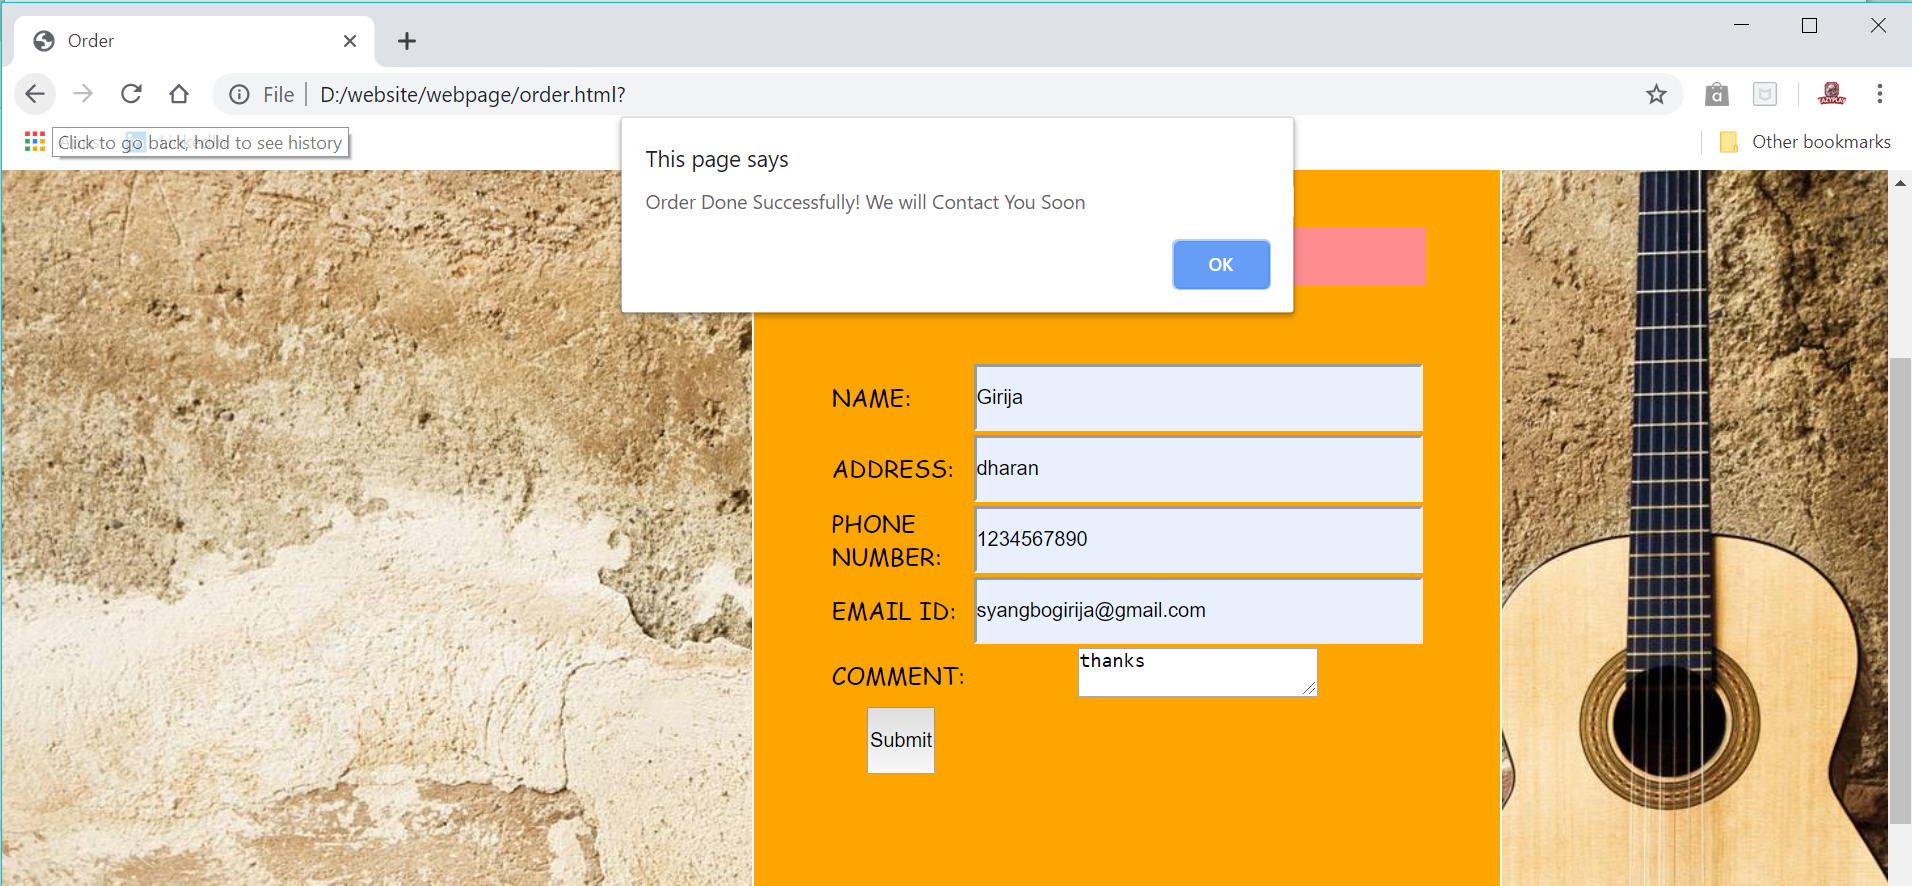 Order
File
D:/website/webpage/order.html?
Click to go back, hold to see history
Other bookmarks
This page says
Order Done Successfully! We will Contact You Soon
OK
NAME:
Girija
ADDRESS:
dharan
PHONE
NUMBER:
1234567890
EMAIL ID:
syangbogirija@gmail.com
COMMENT:
thanks
Submit